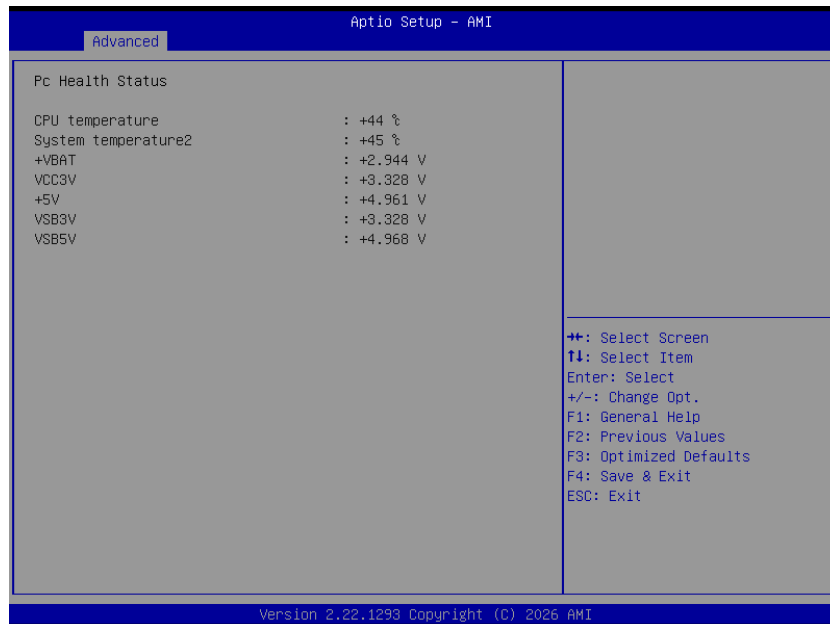 Aptio Setup – AMI
Advanced
Pc Health Status
CPU temperature : +44 ℃
System temperature2 : +45 ℃
+VBAT : +2.944 V
VCC3V : +3.328 V
+5V : +4.961 V
VSB3V : +3.328 V
VSB5V : +4.968 V
→←: Select Screen
↑↓: Select Item
Enter: Select
+/-: Change Opt.
F1: General Help
F2: Previous Values
F3: Optimized Defaults
F4: Save & Exit
ESC: Exit
Version 2.22.1293 Copyright (C) 2026 AMI